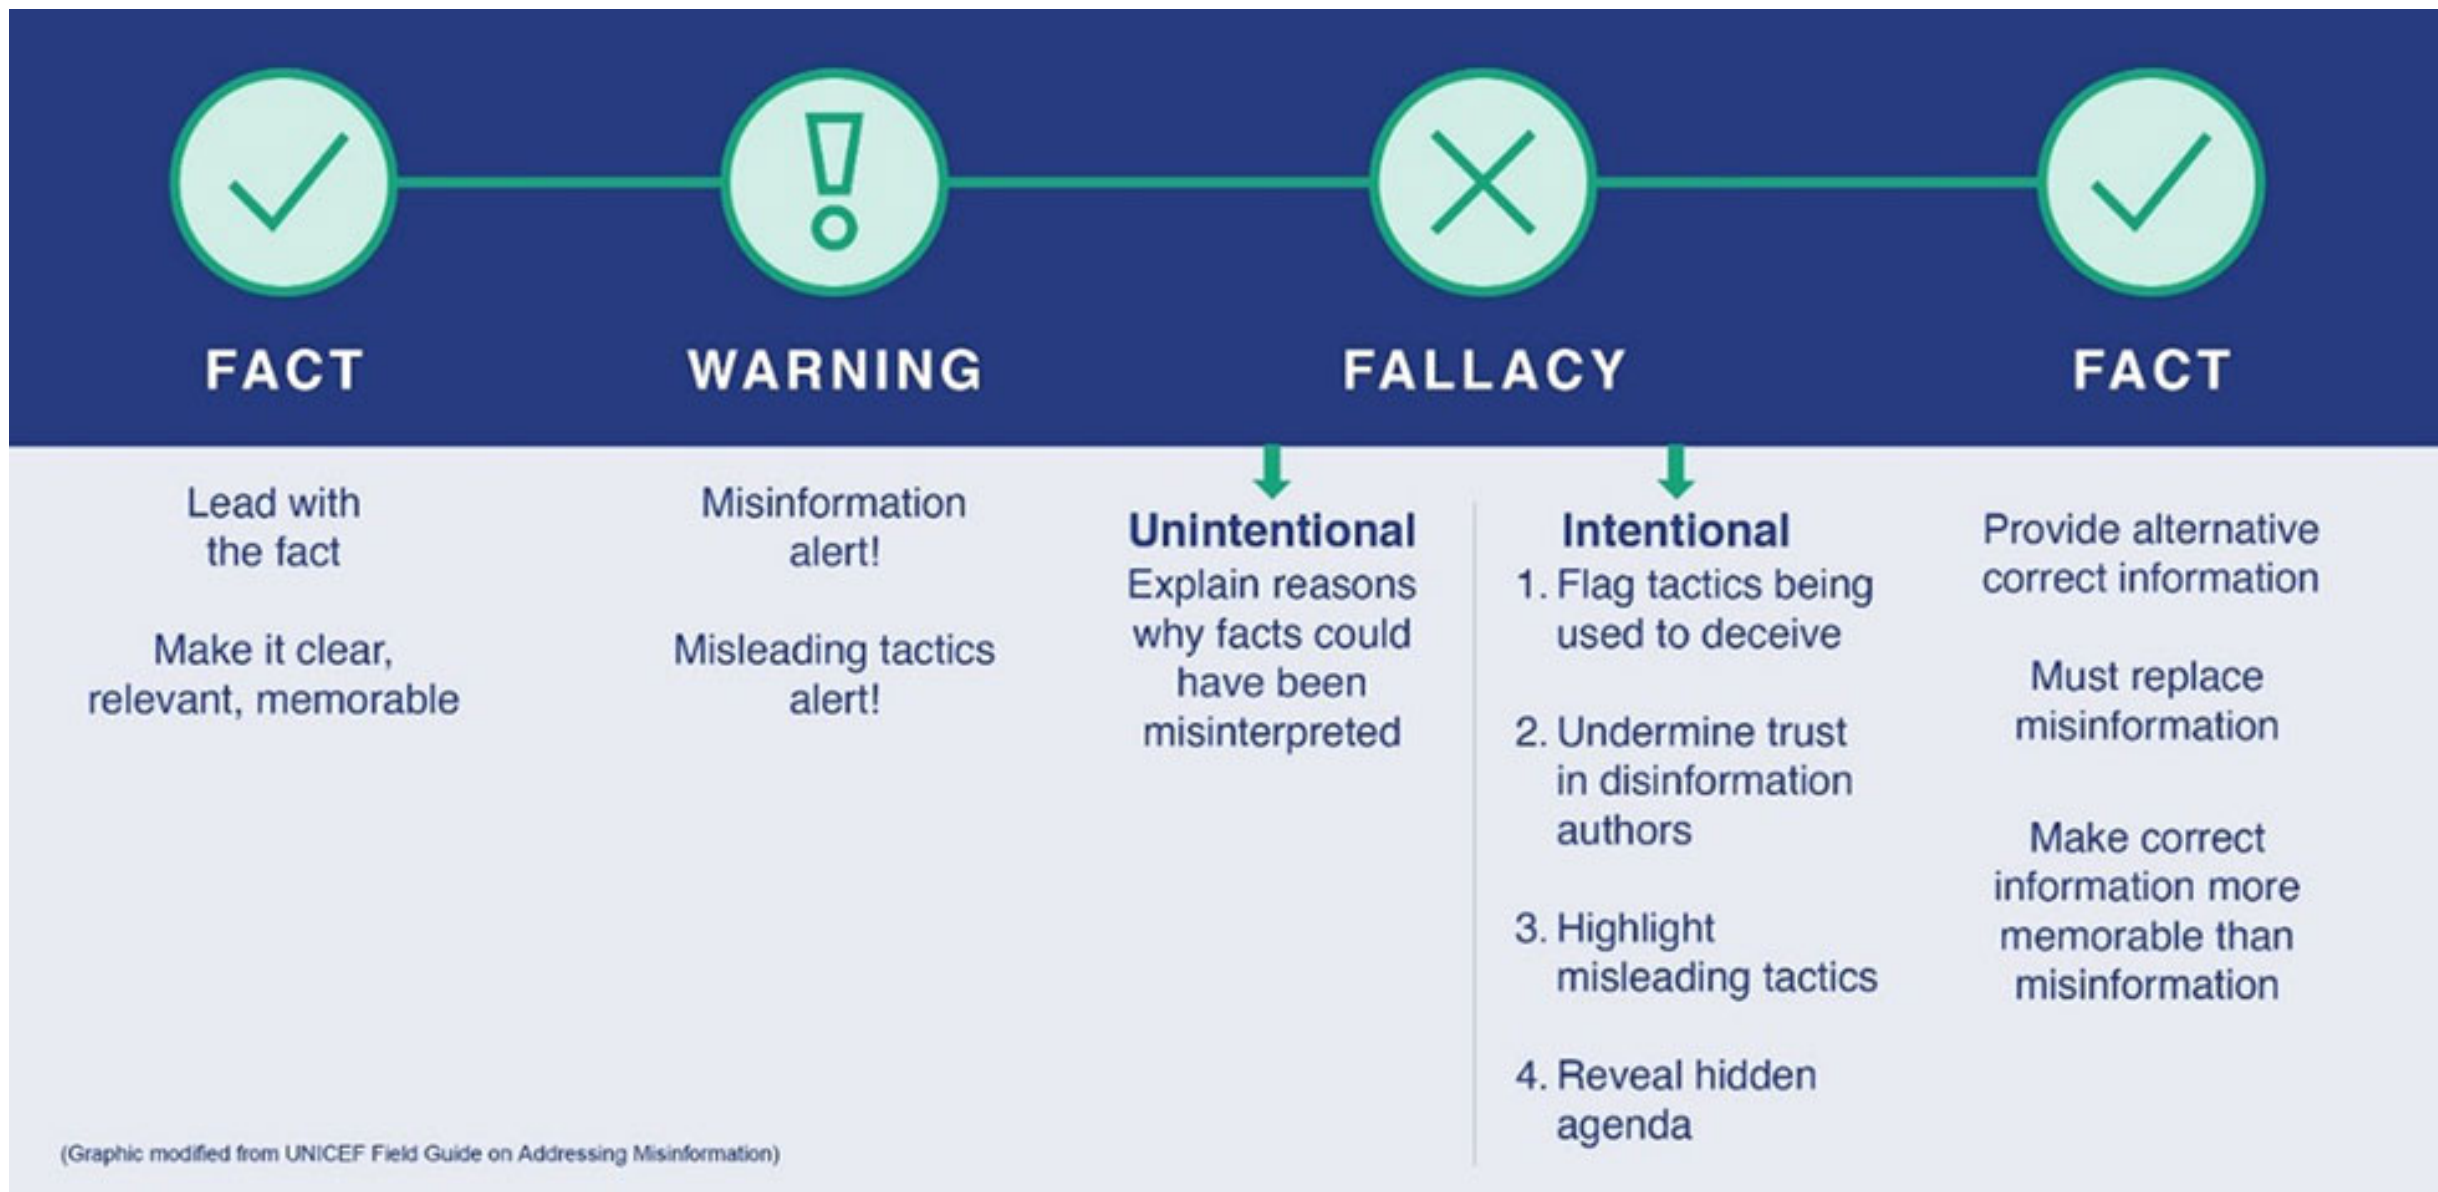 FACT
WARNING
FALLACY
FACT
Lead with
the fact
Make it clear,
relevant, memorable
Misinformation
alert!
Misleading tactics
alert!
Unintentional
Explain reasons
why facts could
have been
misinterpreted
Intentional
1. Flag tactics being
used to deceive
2. Undermine trust
in disinformation
authors
3. Highlight
misleading tactics
4. Reveal hidden
agenda
Provide alternative
correct information
Must replace
misinformation
Make correct
information more
memorable than
misinformation
(Graphic modified from UNICEF Field Guide on Addressing Misinformation)